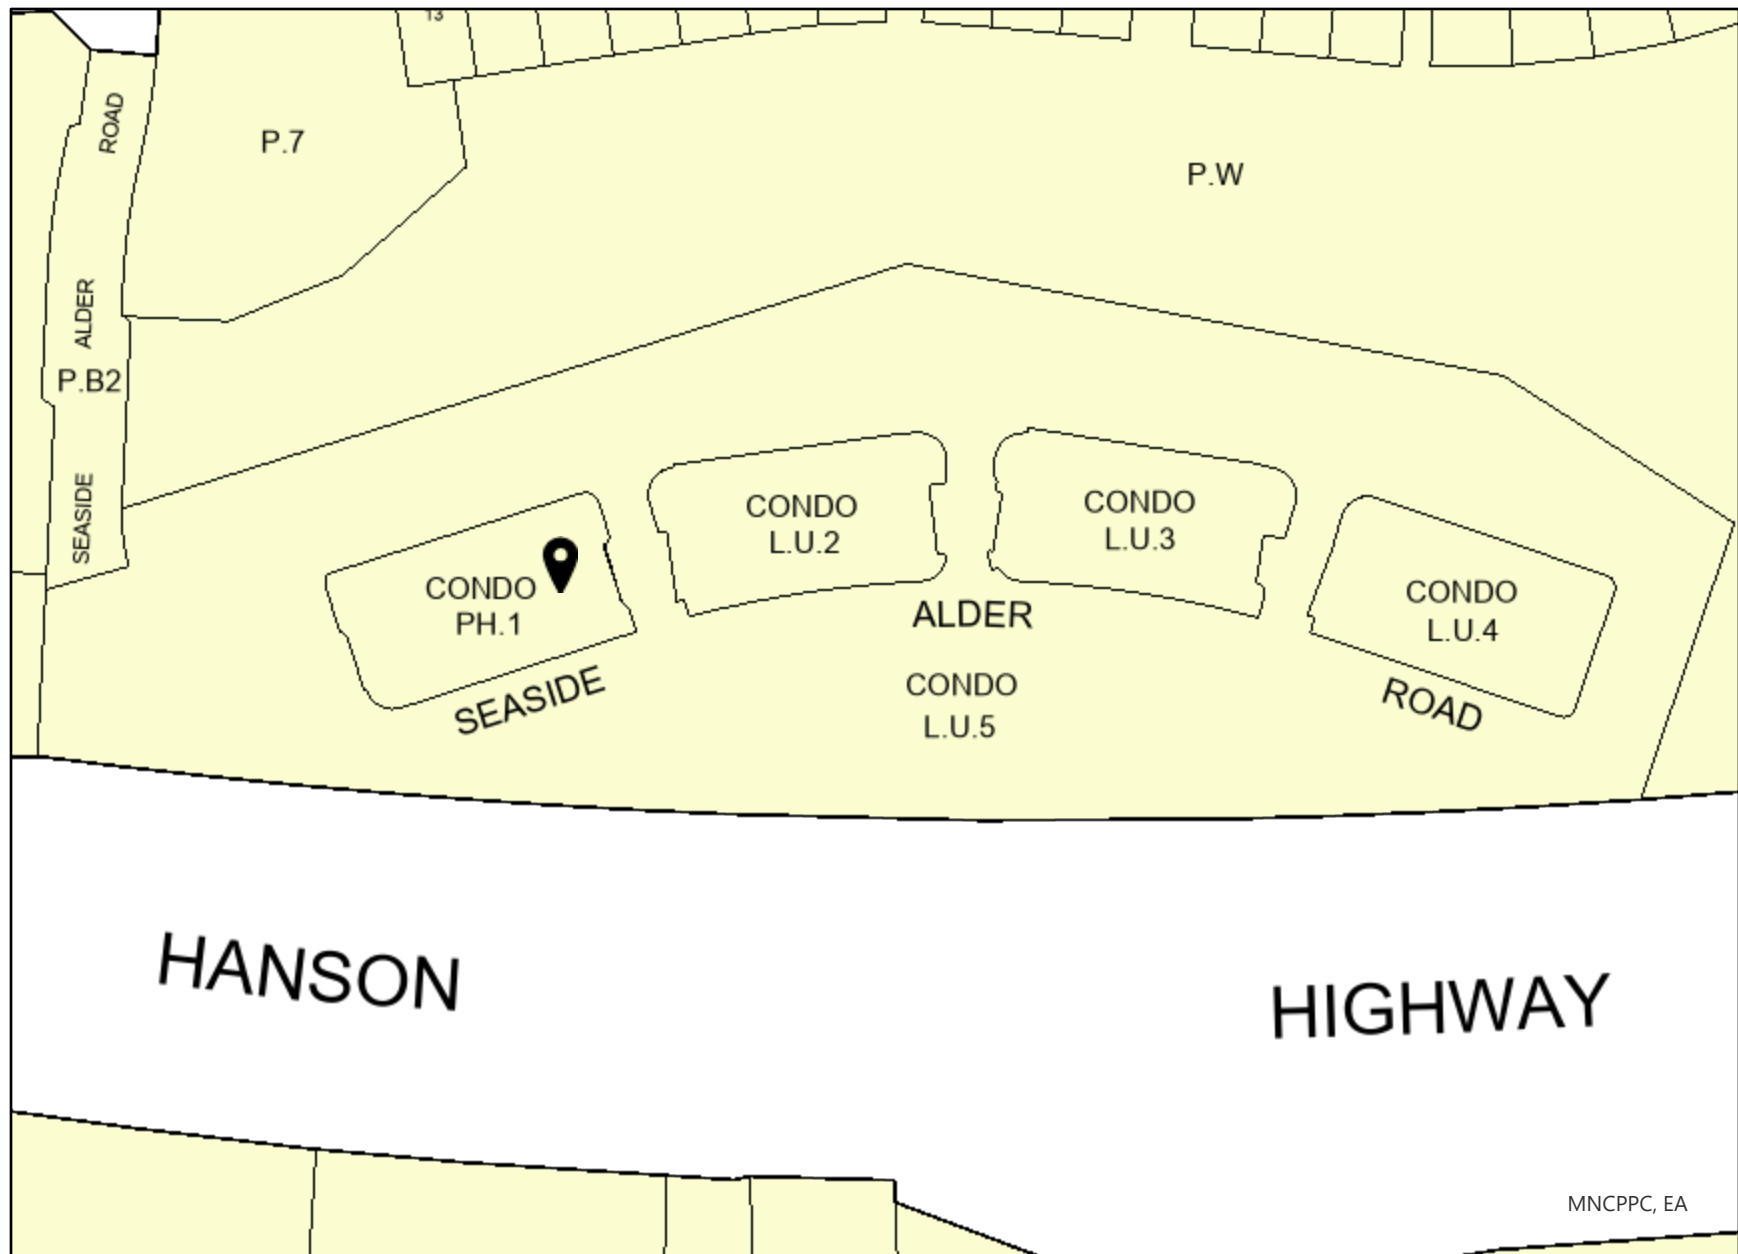 13
ROAD
P.7
P.W
ALDER
P.B2
SEASIDE
CONDO
PH.1
CONDO
L.U.2
CONDO
L.U.3
CONDO
L.U.4
SEASIDE
ALDER
ROAD
CONDO
L.U.5
HANSON
HIGHWAY
MNCPPC, EA